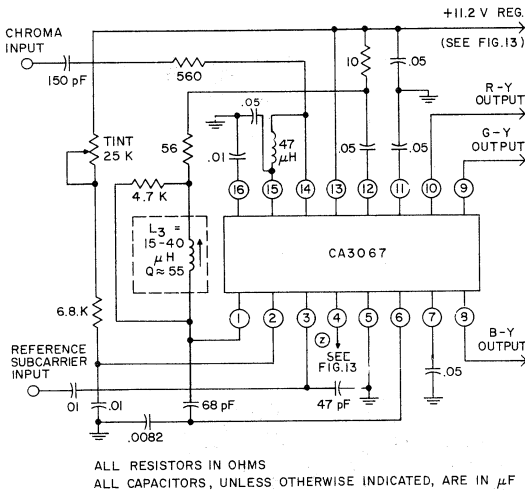 +11.2 V REG.
CHROMA
INPUT
(SEE FIG.13)
150 pF
560
10
.05
R-Y
OUTPUT
G-Y
OUTPUT
TINT
25 K
56
.05
.01
47
μH
.05
.05
4.7 K
16
15
14
13
12
11
10
9
L3 =
15-40
μH
Q≈55
CA3067
6.8.K
1
2
3
4
5
6
7
8
Z
SEE
FIG.13
B-Y
OUTPUT
REFERENCE
SUBCARRIER
INPUT
.05
01
.01
68 pF
47 pF
.0082
ALL RESISTORS IN OHMS
ALL CAPACITORS, UNLESS OTHERWISE INDICATED, ARE IN μF